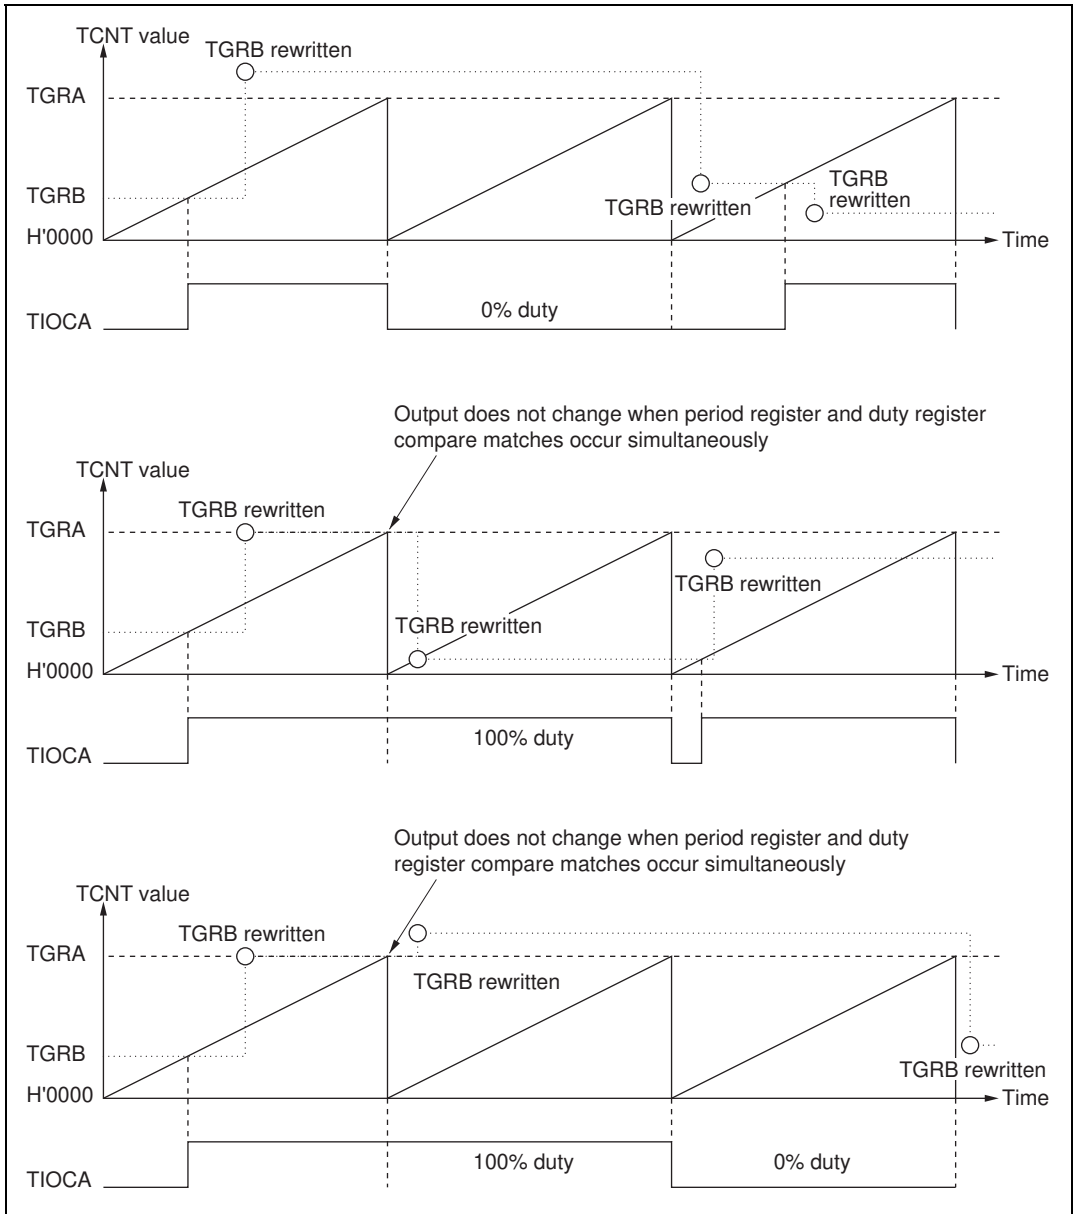 TCNT value
TGRB rewritten
TGRA
TGRB
TGRB
rewritten
TGRB rewritten
H'0000
Time
0% duty
TIOCA
Output does not change when period register and duty register
compare matches occur simultaneously
TCNT value
TGRB rewritten
TGRA
TGRB rewritten
TGRB
TGRB rewritten
H'0000
Time
100% duty
TIOCA
Output does not change when period register and duty
register compare matches occur simultaneously
TCNT value
TGRB rewritten
TGRA
TGRB rewritten
TGRB
TGRB rewritten
H'0000
Time
100% duty
0% duty
TIOCA